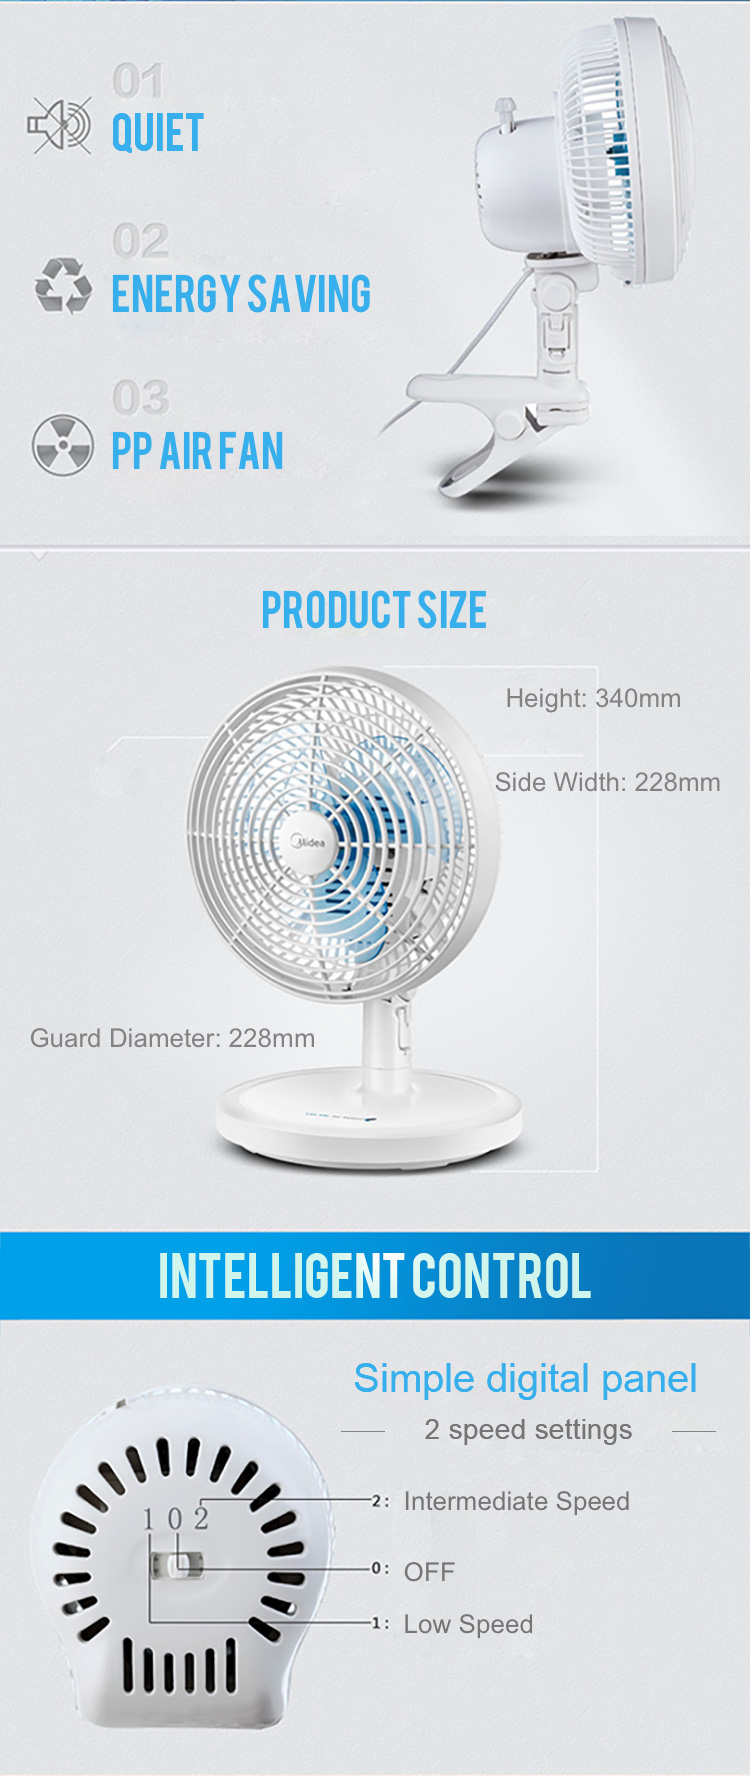 01
QUIET
02
ENERGY SAVING
03
PP AIR FAN
PRODUCT SIZE
Height: 340mm
Side Width: 228mm
Midea
Guard Diameter: 228mm
INTELLIGENT CONTROL
Simple digital panel
2 speed settings
1 0 2
2: Intermediate Speed
0: OFF
1: Low Speed